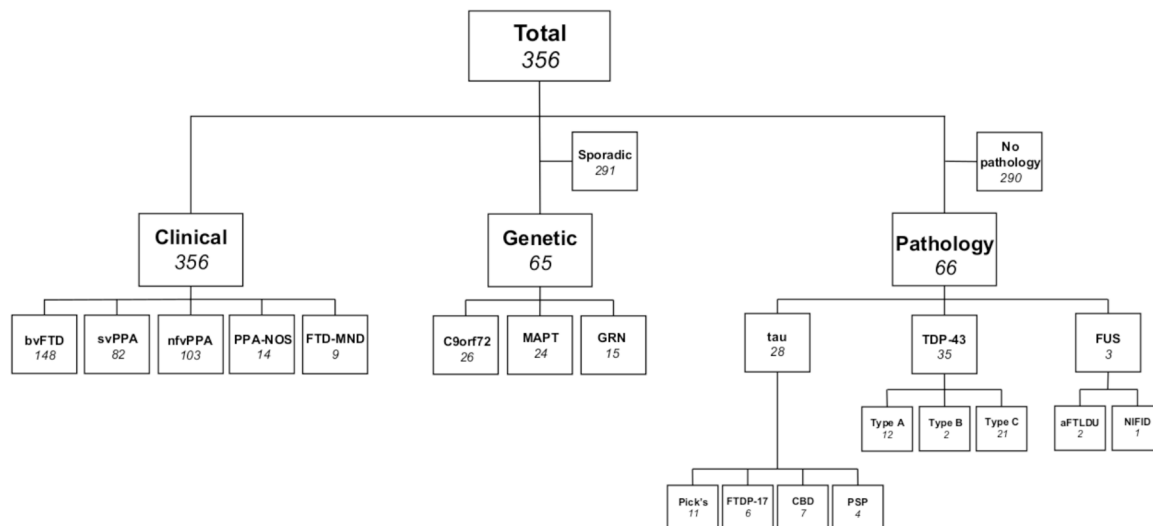 Total
356
Sporadic
291
No
pathology
290
Clinical
356
Genetic
65
Pathology
66
bvFTD
148
svPPA
82
nfvPPA
103
PPA-NOS
14
FTD-MND
9
C9orf72
26
MAPT
24
GRN
15
tau
28
TDP-43
35
FUS
3
Type A
12
Type B
2
Type C
21
aFTLDU
2
NIFID
1
Pick's
11
FTDP-17
6
CBD
7
PSP
4